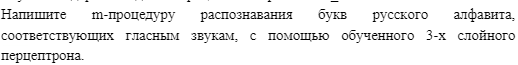 Напишите m-процедуру распознавания букв русского алфавита,
соответствующих гласным звукам, с помощью обученного 3-х слойного
перцептрона.